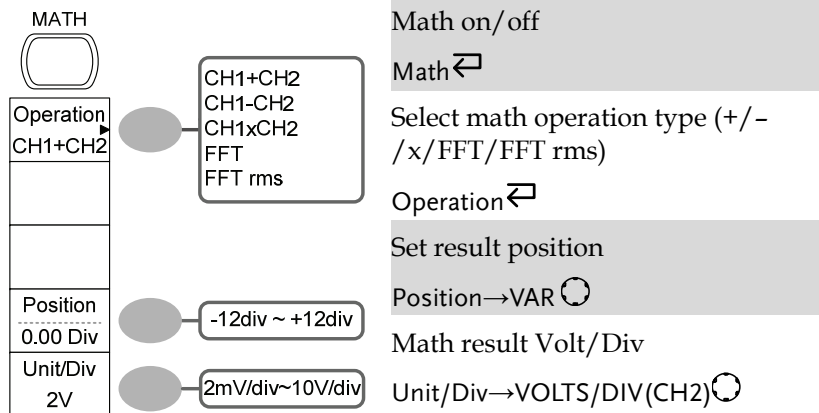 MATH
Operation
CH1+CH2
CH1+CH2
CH1-CH2
CH1xCH2
FFT
FFT rms
Position
0.00 Div
-12div ~ +12div
Unit/Div
2V
2mV/div~10V/div
Math on/off
Math
Select math operation type (+/–
/x/FFT/FFT rms)
Operation
Set result position
Position→VAR
Math result Volt/Div
Unit/Div→VOLTS/DIV(CH2)